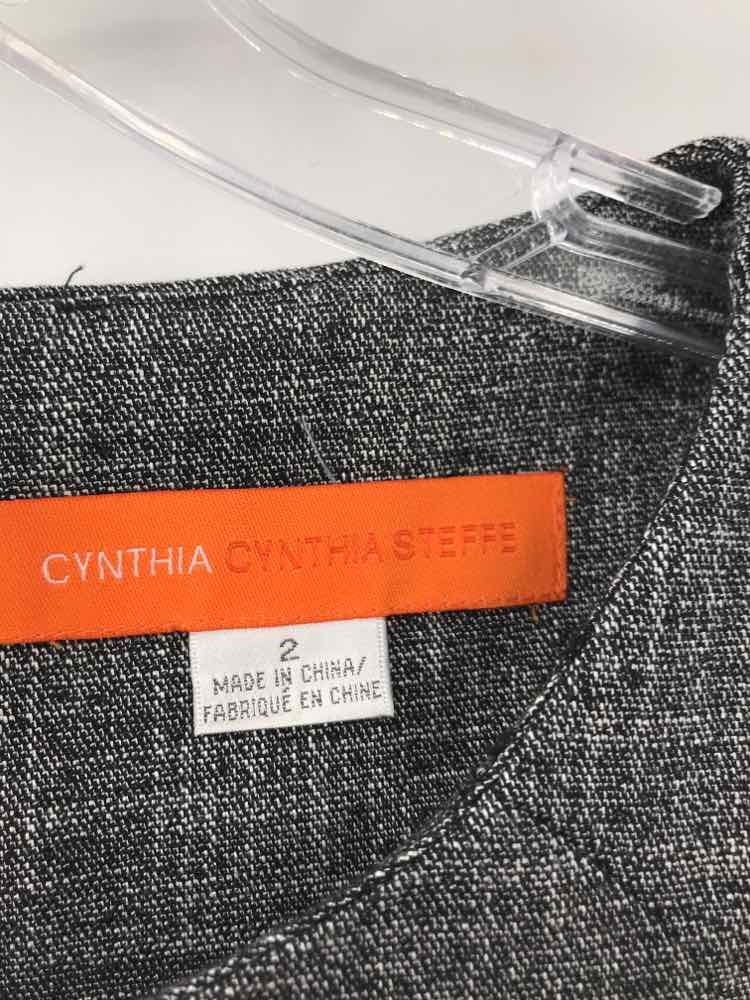 CYNTHIA CYNTHIA STEFFE
2
MADE IN CHINA/
FABRIQUÉ EN CHINE